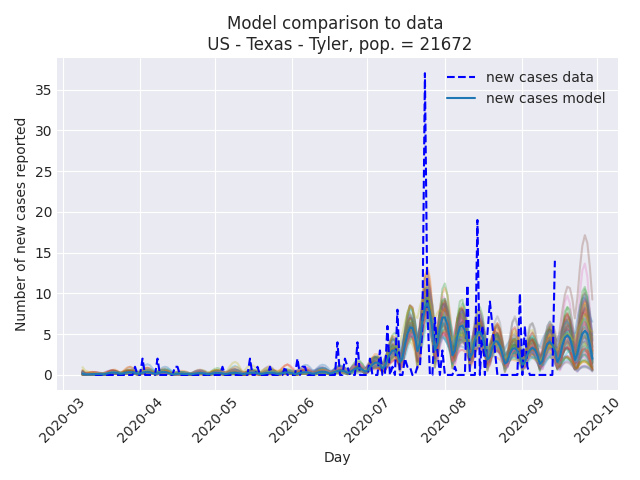 Model comparison to data
US - Texas - Tyler, pop. = 21672
new cases data
new cases model
Number of new cases reported
35
30
25
20
15
10
5
0
2020-03
2020-04
2020-05
2020-06
2020-07
2020-08
2020-09
2020-10
Day